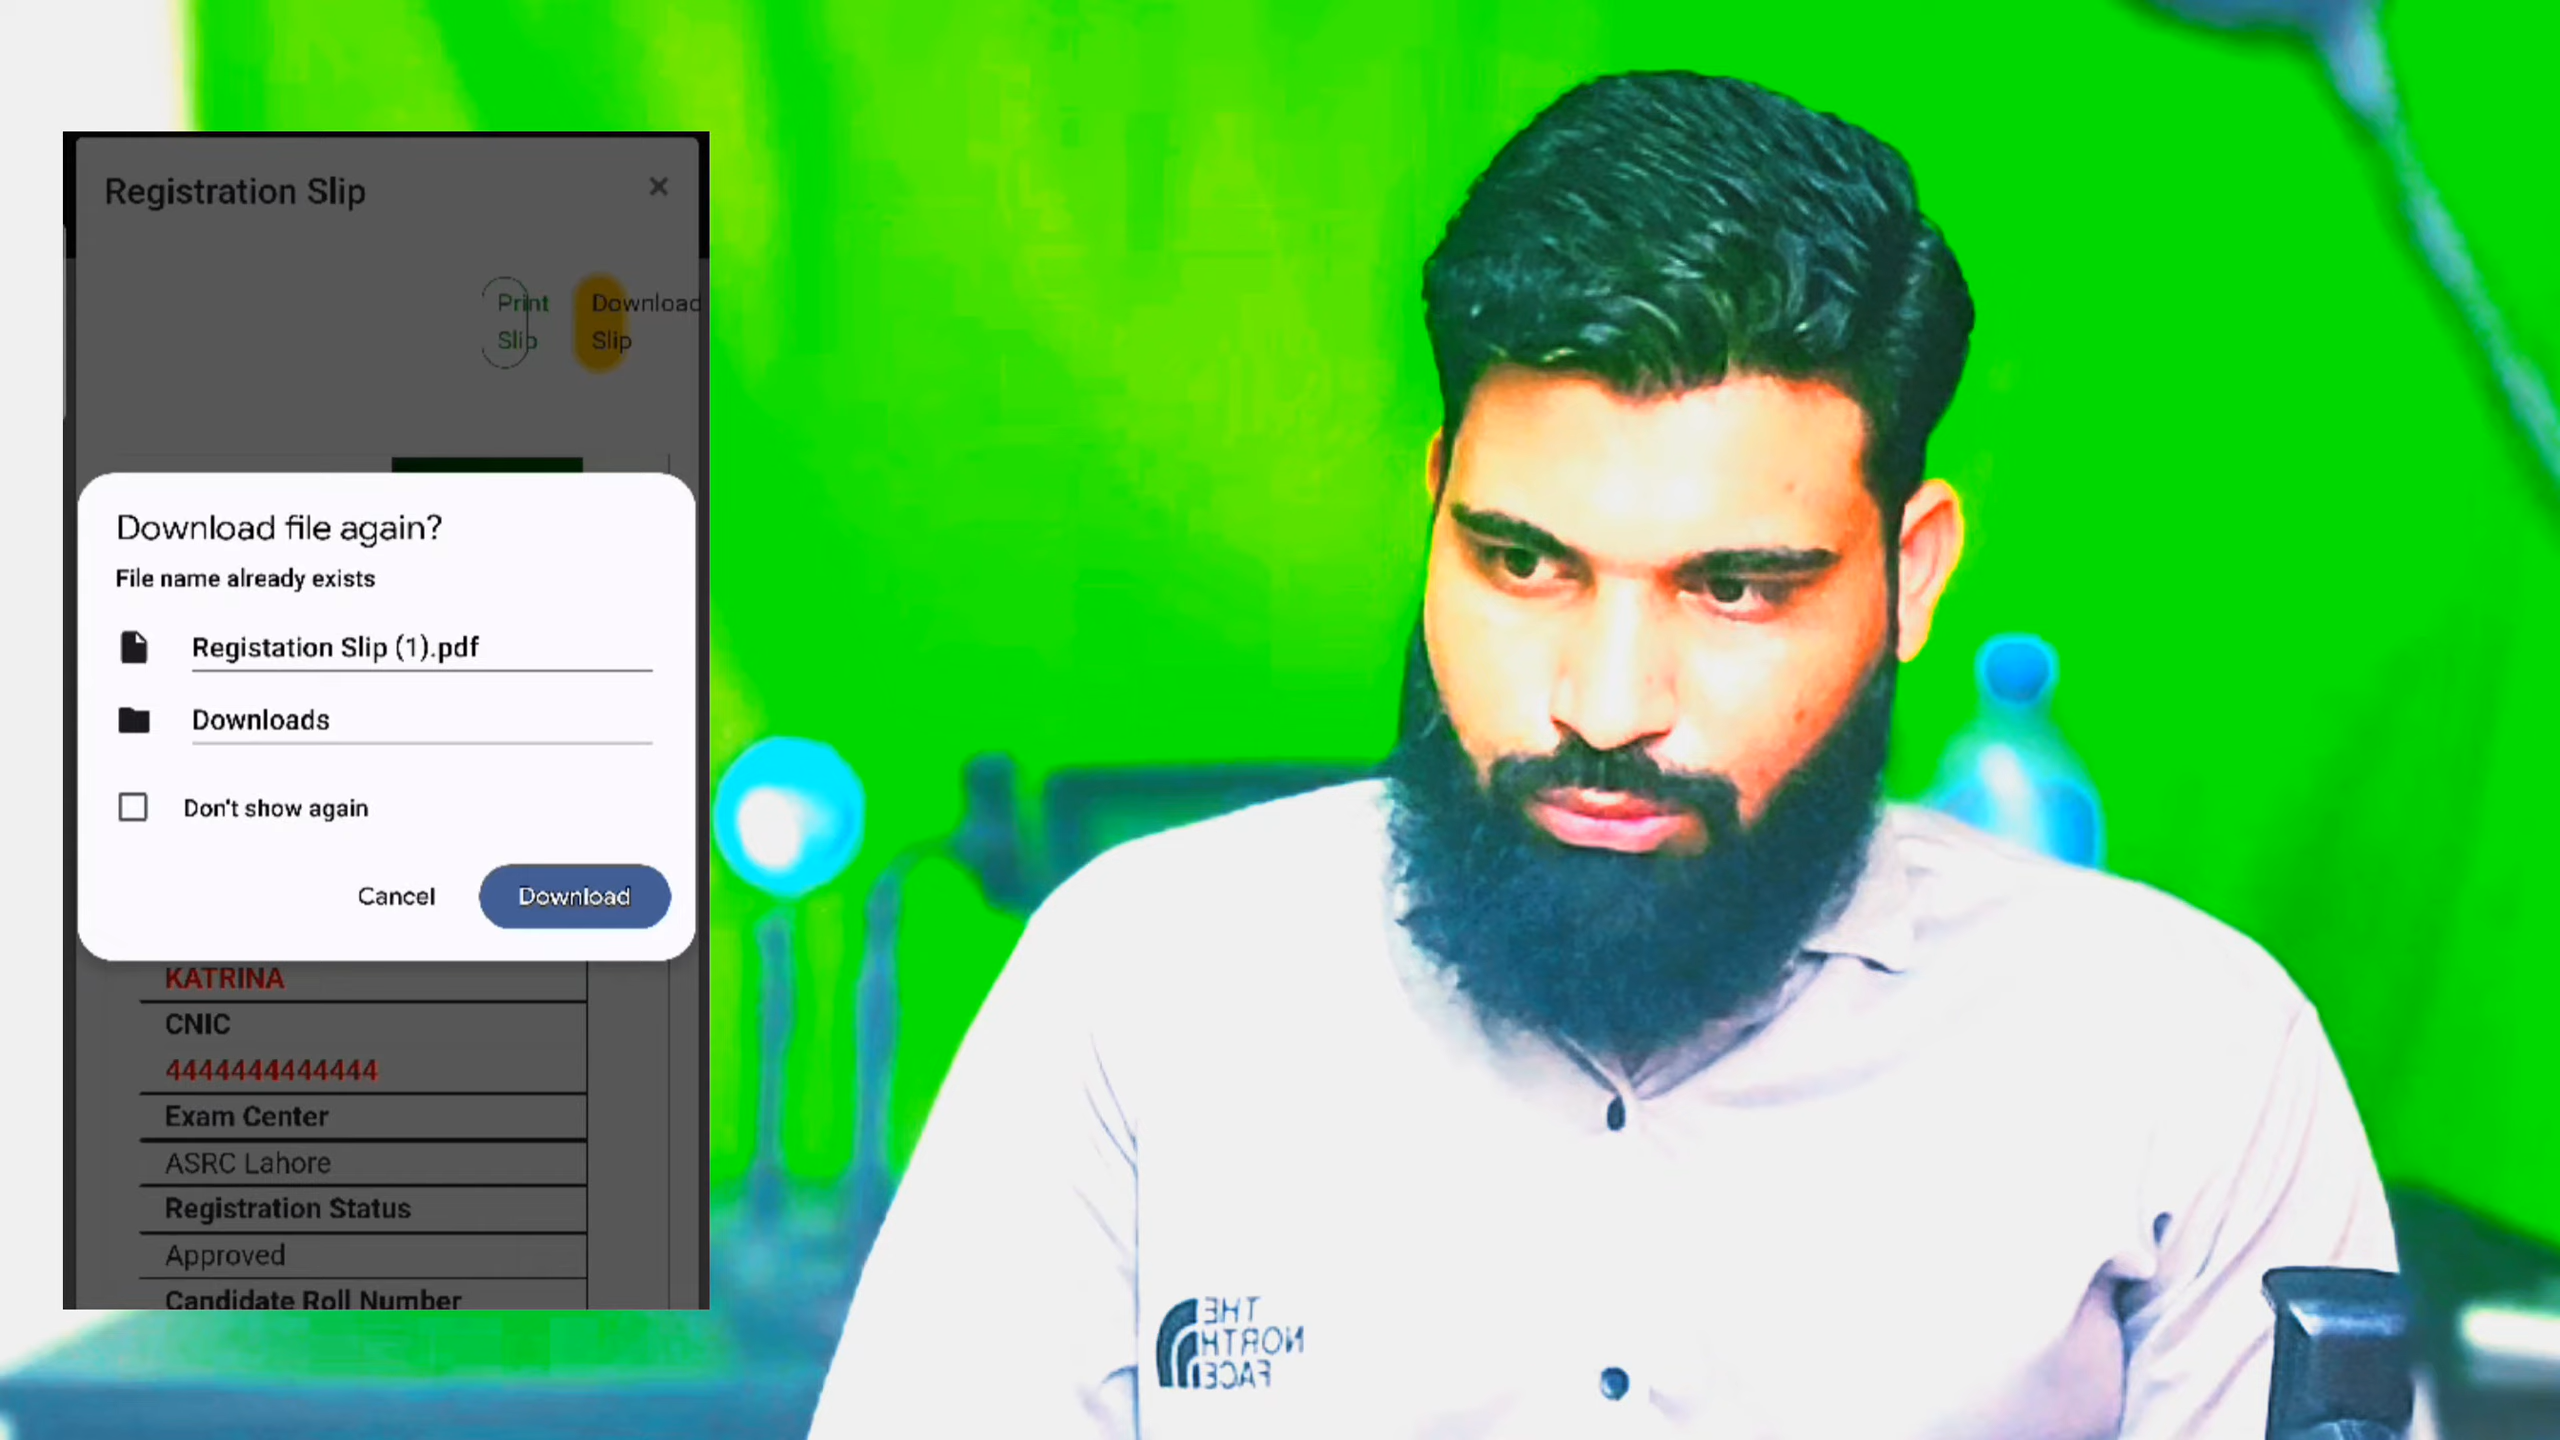 Registration Slip
Print Slip
Download Slip
Download file again?
File name already exists
Registation Slip (1).pdf
Downloads
Don't show again
Cancel
Download
KATRINA
CNIC
4444444444444
Exam Center
ASRC Lahore
Registration Status
Approved
Candidate Roll Number
THE
NORTH
FACE